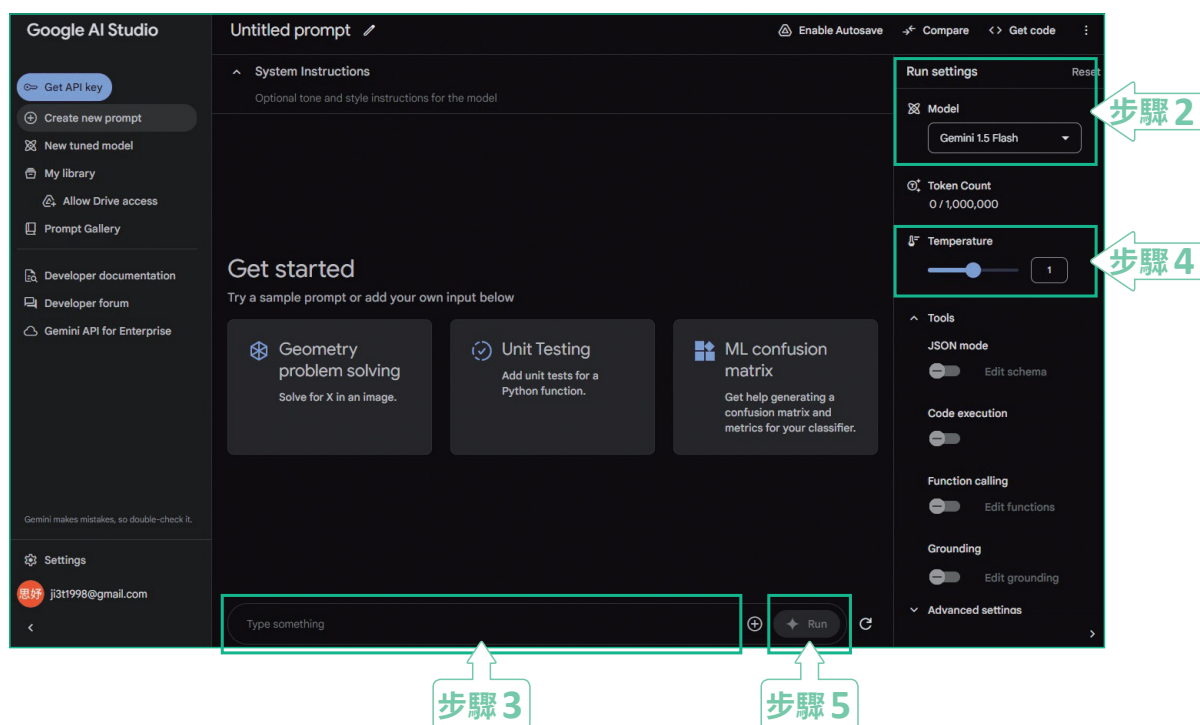 Google AI Studio
Get API key
Create new prompt
New tuned model
My library
Allow Drive access
Prompt Gallery
Developer documentation
Developer forum
Gemini API for Enterprise
Gemini makes mistakes, so double-check it.
Settings
思妤
ji3t1998@gmail.com
Untitled prompt
Enable Autosave
Compare
<> Get code
System Instructions
Optional tone and style instructions for the model
Get started
Try a sample prompt or add your own input below
Geometry
problem solving
Solve for X in an image.
Unit Testing
Add unit tests for a
Python function.
ML confusion
matrix
Get help generating a
confusion matrix and
metrics for your classifier.
Type something
Run
Run settings
Reset
Model
Gemini 1.5 Flash
Token Count
0 / 1,000,000
Temperature
1
Tools
JSON mode
Edit schema
Code execution
Function calling
Edit functions
Grounding
Edit grounding
Advanced settings
步驟2
步驟4
步驟3
步驟5